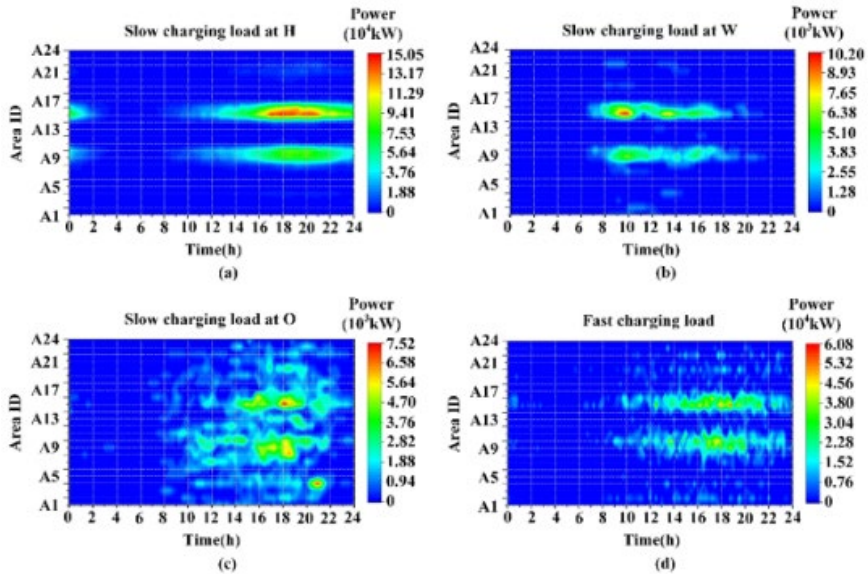 Slow charging load at H
Power
(10⁴kW)
A24
A21
A17
A13
A9
A5
A1
Area ID
15.05
13.17
11.29
9.41
7.53
5.64
3.76
1.88
0
0 2 4 6 8 10 12 14 16 18 20 22 24
Time(h)
(a)
Slow charging load at W
Power
(10³kW)
A24
A21
A17
A13
A9
A5
A1
Area ID
10.20
8.93
7.65
6.38
5.10
3.83
2.55
1.28
0
0 2 4 6 8 10 12 14 16 18 20 22 24
Time(h)
(b)
Slow charging load at O
Power
(10³kW)
A24
A21
A17
A13
A9
A5
A1
Area ID
7.52
6.58
5.64
4.70
3.76
2.82
1.88
0.94
0
0 2 4 6 8 10 12 14 16 18 20 22 24
Time(h)
(c)
Fast charging load
Power
(10⁴kW)
A24
A21
A17
A13
A9
A5
A1
Area ID
6.08
5.32
4.56
3.80
3.04
2.28
1.52
0.76
0
0 2 4 6 8 10 12 14 16 18 20 22 24
Time(h)
(d)